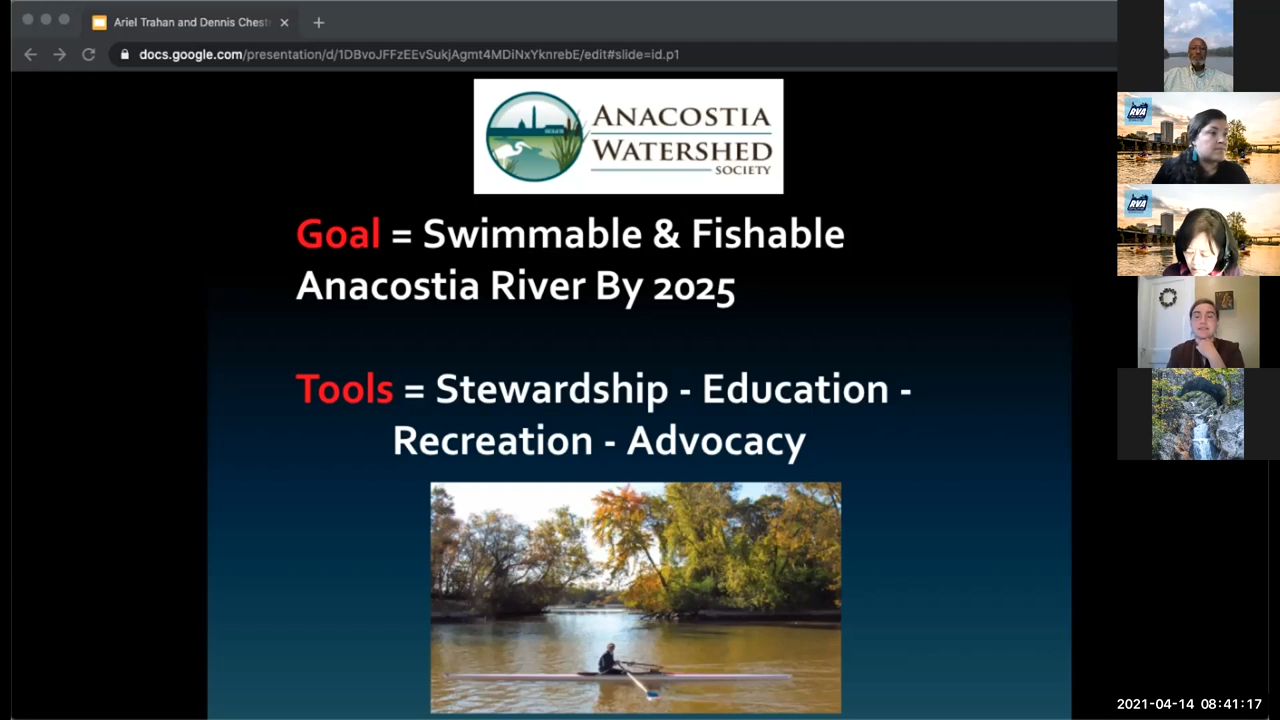 Ariel Trahan and Dennis Chestn
docs.google.com/presentation/d/1DBvoJFFzEEvSukjAgmt4MDiNxYknrebE/edit#slide=id.p1
ANACOSTIA
WATERSHED
SOCIETY
Goal = Swimmable & Fishable
Anacostia River By 2025
Tools = Stewardship - Education -
Recreation - Advocacy
RVA
RVA
2021-04-14 08:41:17